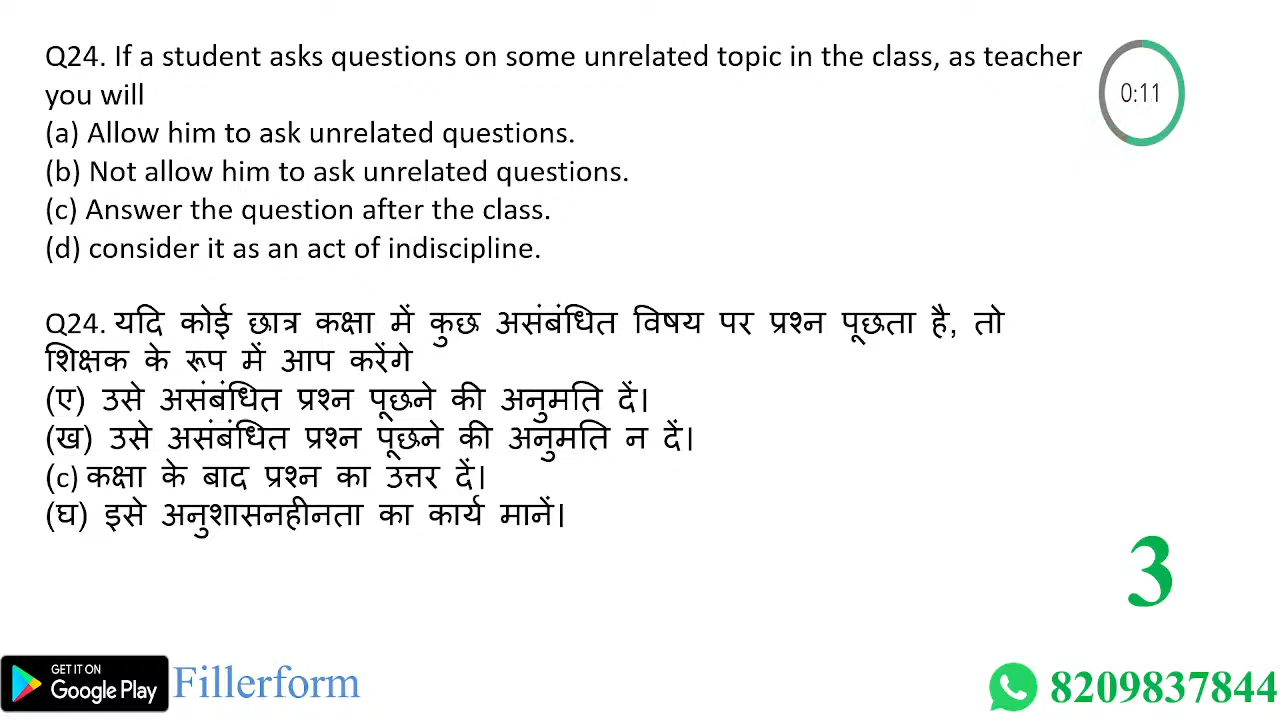 Q24. If a student asks questions on some unrelated topic in the class, as teacher
you will
(a) Allow him to ask unrelated questions.
(b) Not allow him to ask unrelated questions.
(c) Answer the question after the class.
(d) consider it as an act of indiscipline.
0:11
Q24. यदि कोई छात्र कक्षा में कुछ असंबंधित विषय पर प्रश्न पूछता है, तो
शिक्षक के रूप में आप करेंगे
(ए) उसे असंबंधित प्रश्न पूछने की अनुमति दें।
(ख) उसे असंबंधित प्रश्न पूछने की अनुमति न दें।
(c) कक्षा के बाद प्रश्न का उत्तर दें।
(घ) इसे अनुशासनहीनता का कार्य मानें।
3
GET IT ON
Google Play
Fillerform
8209837844